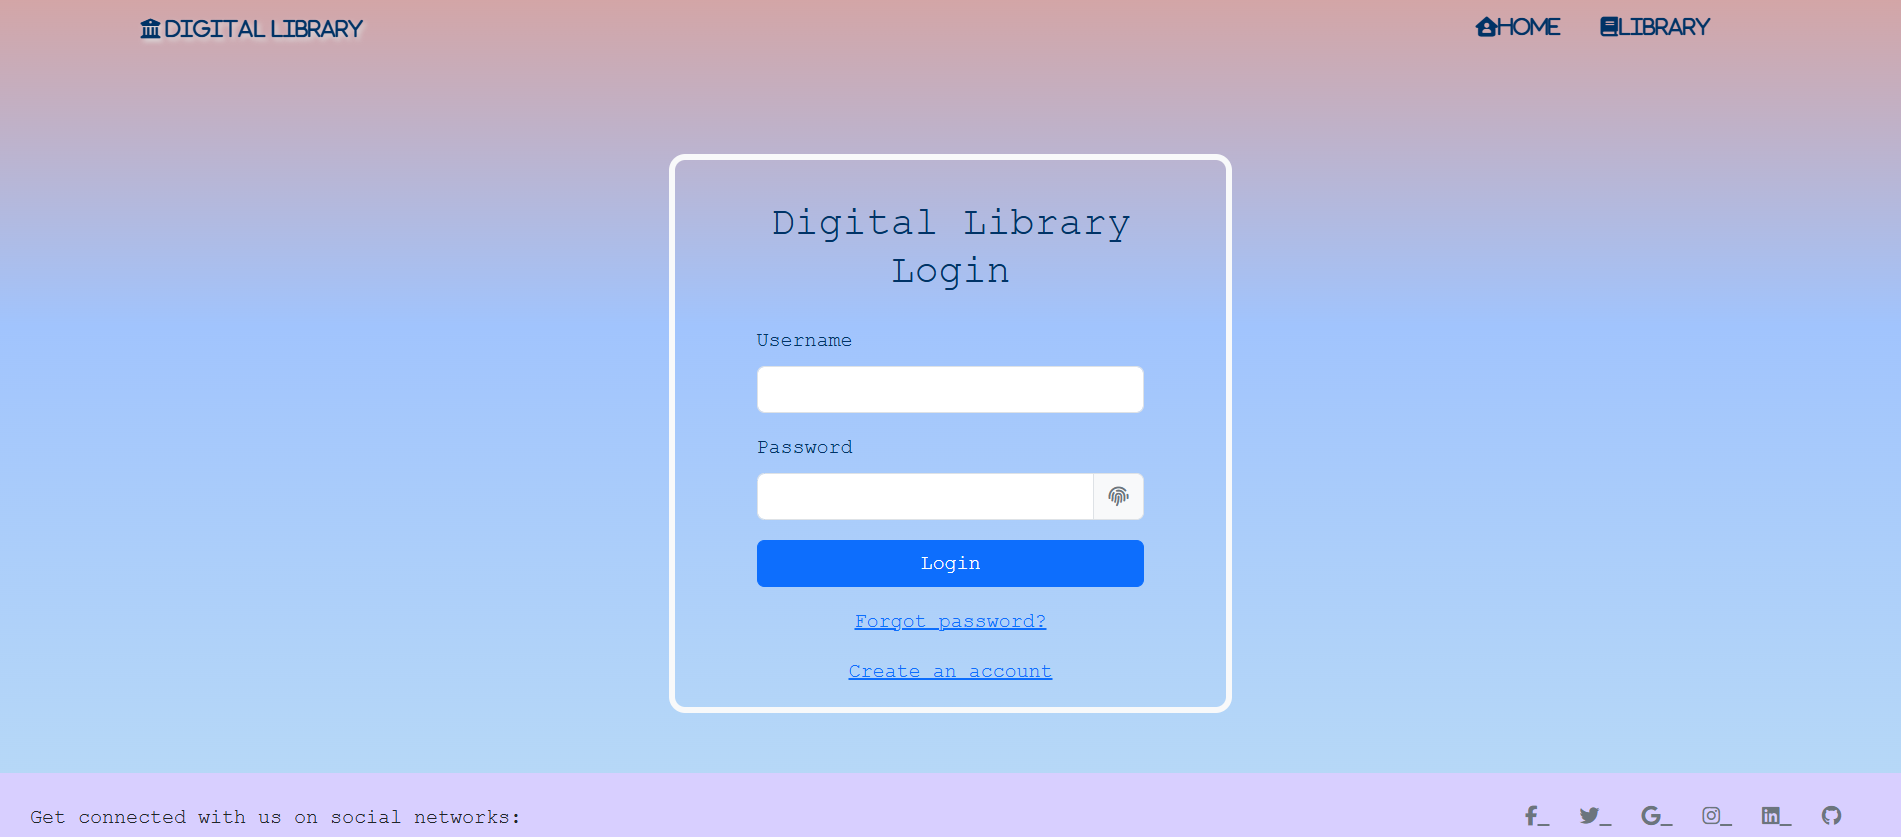 DIGITAL LIBRARY
HOME
LIBRARY
Digital Library
Login
Username
Password
Login
Forgot password?
Create an account
Get connected with us on social networks: